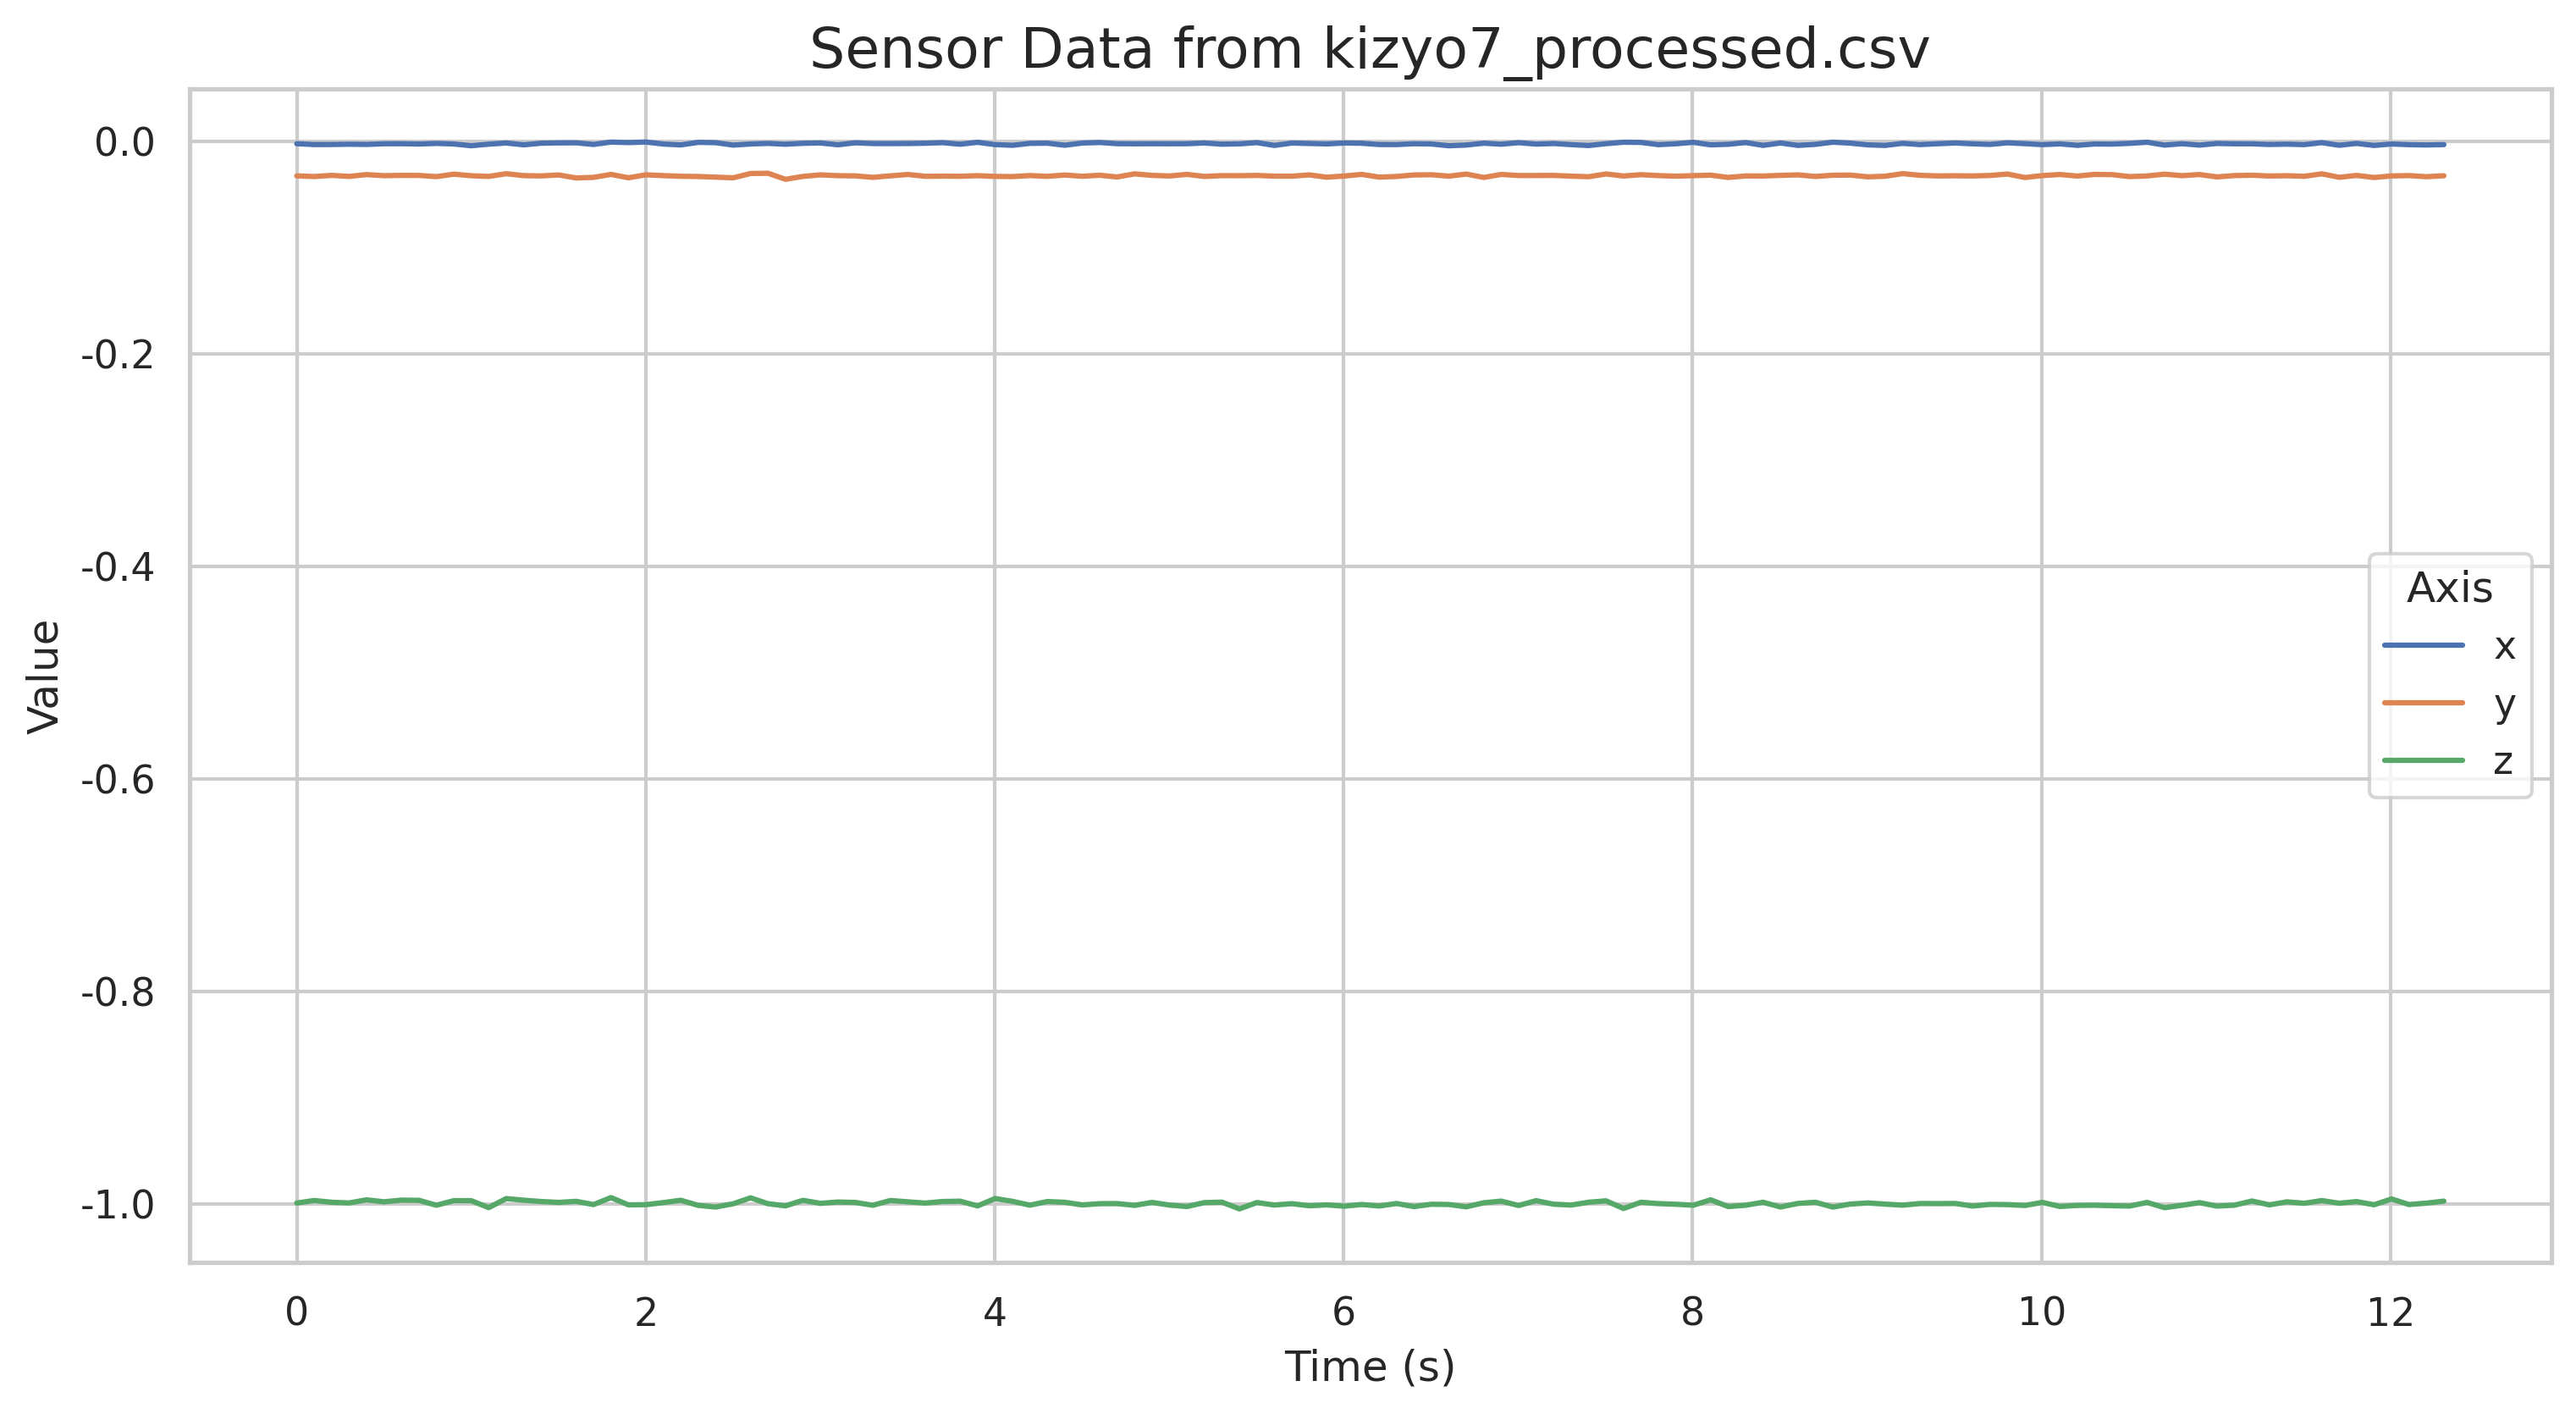 Sensor Data from kizyo7_processed.csv
0.0
-0.2
-0.4
-0.6
-0.8
-1.0
Value
Axis
x
y
z
0 2 4 6 8 10 12
Time (s)